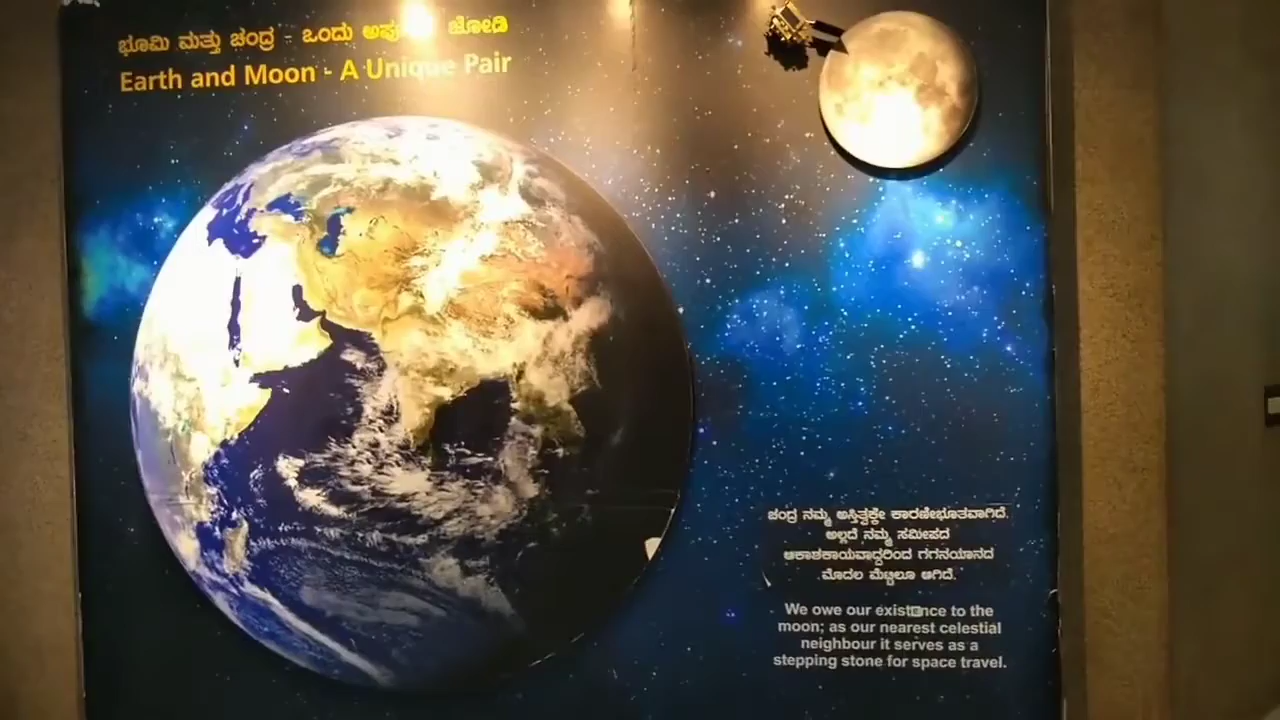 ಭೂಮಿ ಮತ್ತು ಚಂದ್ರ - ಒಂದು ಜೋಡಿ
Earth and Moon - A Unique Pair
ಚಂದ್ರ ನಮ್ಮ ಅಸ್ತಿತ್ವಕ್ಕೇ ಕಾರಣೀಭೂತವಾಗಿದೆ.
ಅಲ್ಲದೆ ನಮ್ಮ ಸಮೀಪದ
ಆಕಾಶಕಾಯವಾದ್ದರಿಂದ ಗಗನಯಾನದ
ಮೊದಲ ಮೆಟ್ಟಿಲೂ ಆಗಿದೆ.
We owe our existence to the
moon; as our nearest celestial
neighbour it serves as a
stepping stone for space travel.